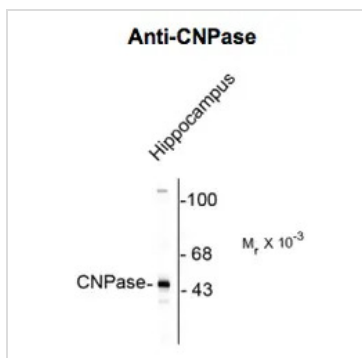 Anti-CNPase
Hippocampus
-100
- 68
Mr X 10-3
CNPase-
- 43